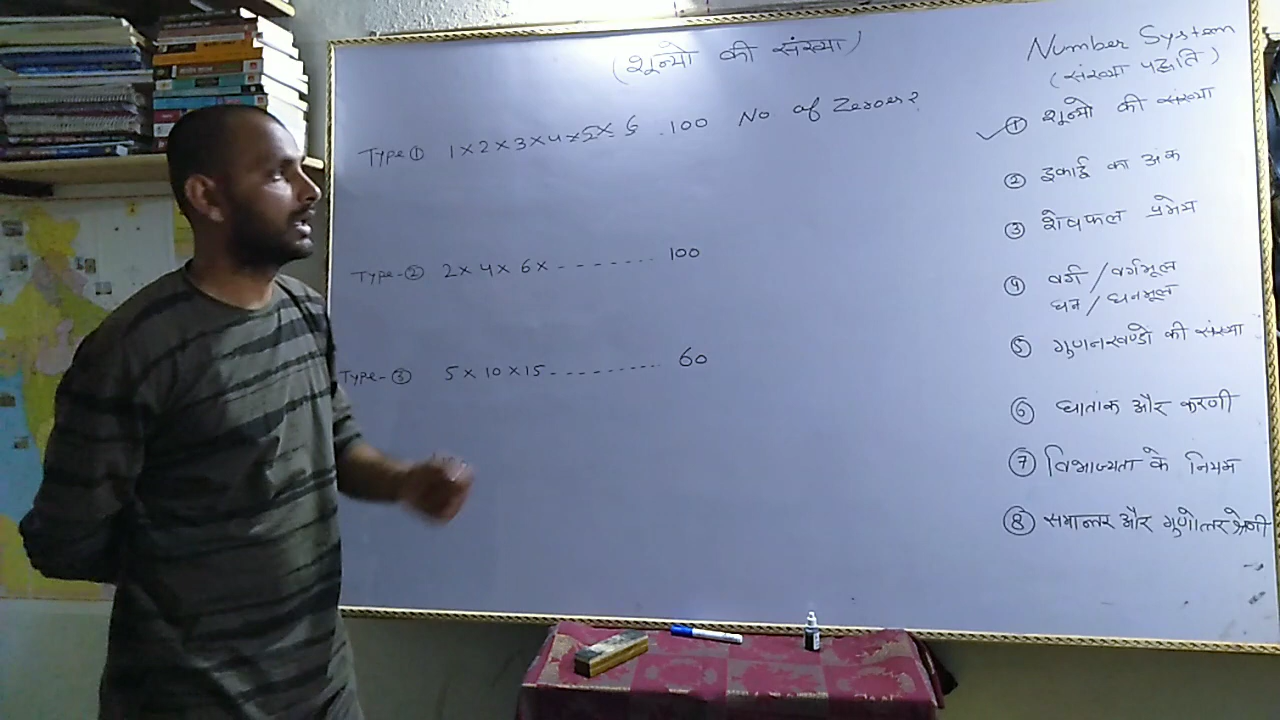 (शून्यो की संख्या)
Type ① 1×2×3×4×5×6 .100 No of Zeroes?
Type-② 2×4×6×-------- 100
Type-③ 5×10×15---------- 60
Number System
(संख्या पद्धति)
① शून्यो की संख्या
② इकाई का अंक
③ शेषफल प्रमेय
④ वर्ग/वर्गमूल
घन/घनमूल
⑤ गुणनखण्डो की संख्या
⑥ घातांक और करणी
⑦ विभाज्यता के नियम
⑧ समान्तर और गुणोत्तर श्रेणी